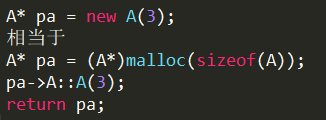 A* pa = new A(3);
相当于
A* pa = (A*)malloc(sizeof(A));
pa->A::A(3);
return pa;